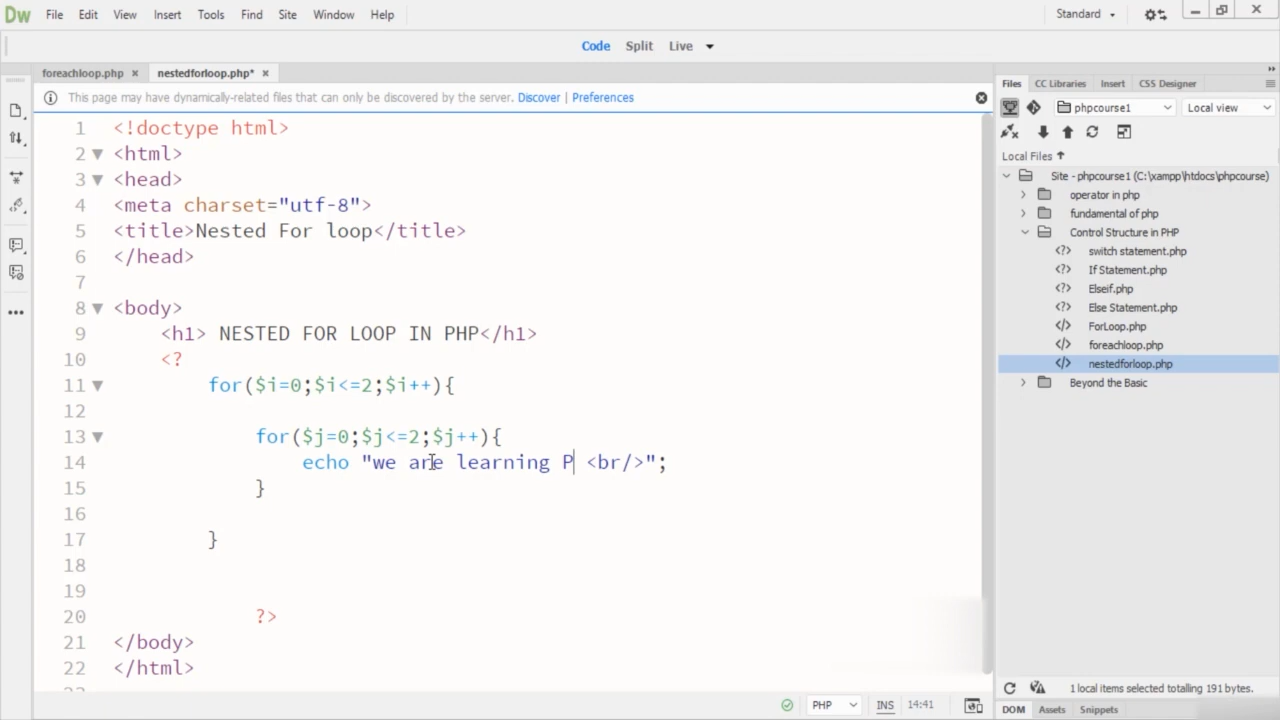 Dw File Edit View Insert Tools Find Site Window Help Standard
Code Split Live
foreachloop.php × nestedforloop.php* ×
This page may have dynamically-related files that can only be discovered by the server. Discover | Preferences
1 <!doctype html>
2 <html>
3 <head>
4 <meta charset="utf-8">
5 <title>Nested For loop</title>
6 </head>
7
8 <body>
9 <h1> NESTED FOR LOOP IN PHP</h1>
10 <?
11 for($i=0;$i<=2;$i++){
12
13 for($j=0;$j<=2;$j++){
14 echo "we are learning P <br/>";
15 }
16
17 }
18
19
20 ?>
21 </body>
22 </html>
PHP INS 14:41
Files CC Libraries Insert CSS Designer
phpcourse1 Local view
Local Files
Site - phpcourse1 (C:\xampp\htdocs\phpcourse)
operator in php
fundamental of php
Control Structure in PHP
switch statement.php
If Statement.php
Elseif.php
Else Statement.php
ForLoop.php
foreachloop.php
nestedforloop.php
Beyond the Basic
1 local items selected totalling 191 bytes.
DOM Assets Snippets